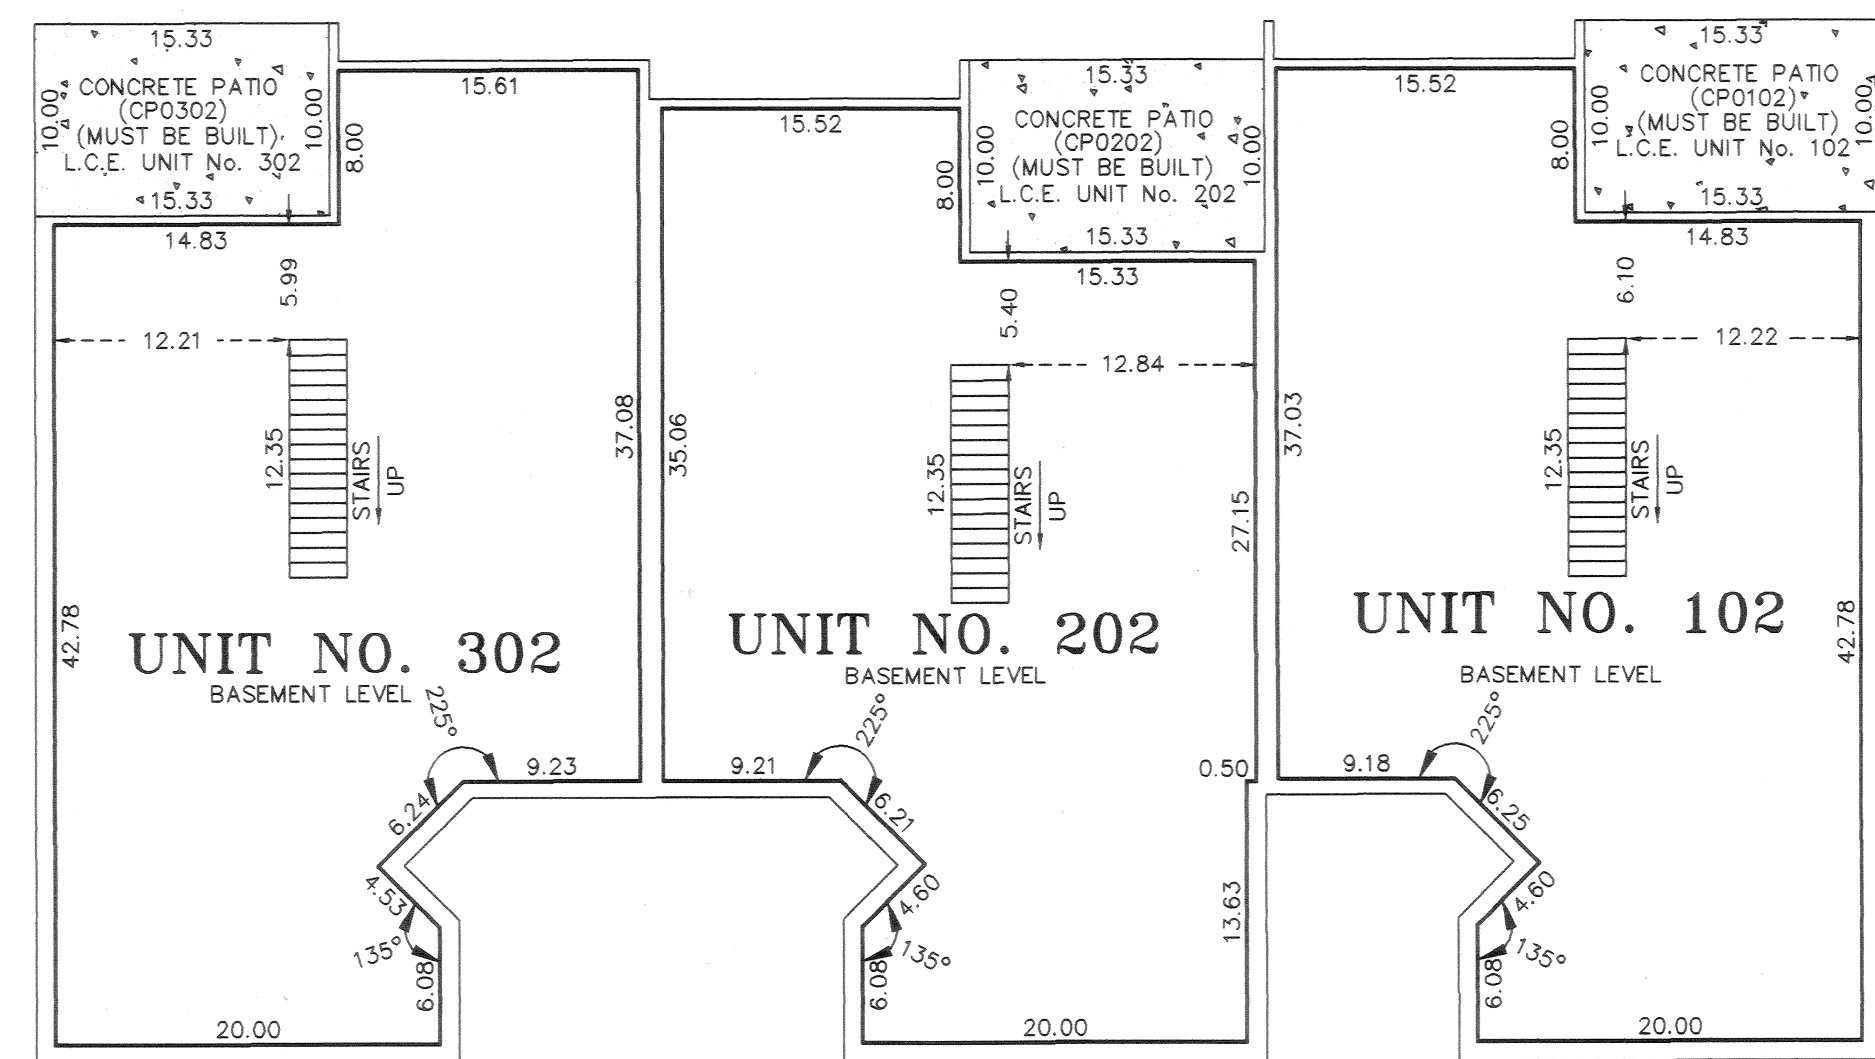 15.33
CONCRETE PATIO
(CP0302)
(MUST BE BUILT)
L.C.E. UNIT No. 302
15.33
10.00
10.00
8.00
15.61
14.83
5.99
12.21
12.35
STAIRS
UP
37.08
42.78
UNIT NO. 302
BASEMENT LEVEL
225°
9.23
6.24
4.53
135°
6.08
20.00
15.52
15.33
CONCRETE PATIO
(CP0202)
(MUST BE BUILT)
L.C.E. UNIT No. 202
15.33
10.00
10.00
8.00
15.33
5.40
12.84
35.06
12.35
STAIRS
UP
27.15
UNIT NO. 202
BASEMENT LEVEL
225°
9.21
0.50
6.21
4.60
135°
13.63
6.08
20.00
15.52
15.33
CONCRETE PATIO
(CP0102)
(MUST BE BUILT)
L.C.E. UNIT No. 102
15.33
10.00
10.00
8.00
14.83
6.10
12.22
37.03
12.35
STAIRS
UP
42.78
UNIT NO. 102
BASEMENT LEVEL
225°
9.18
6.25
4.60
135°
6.08
20.00